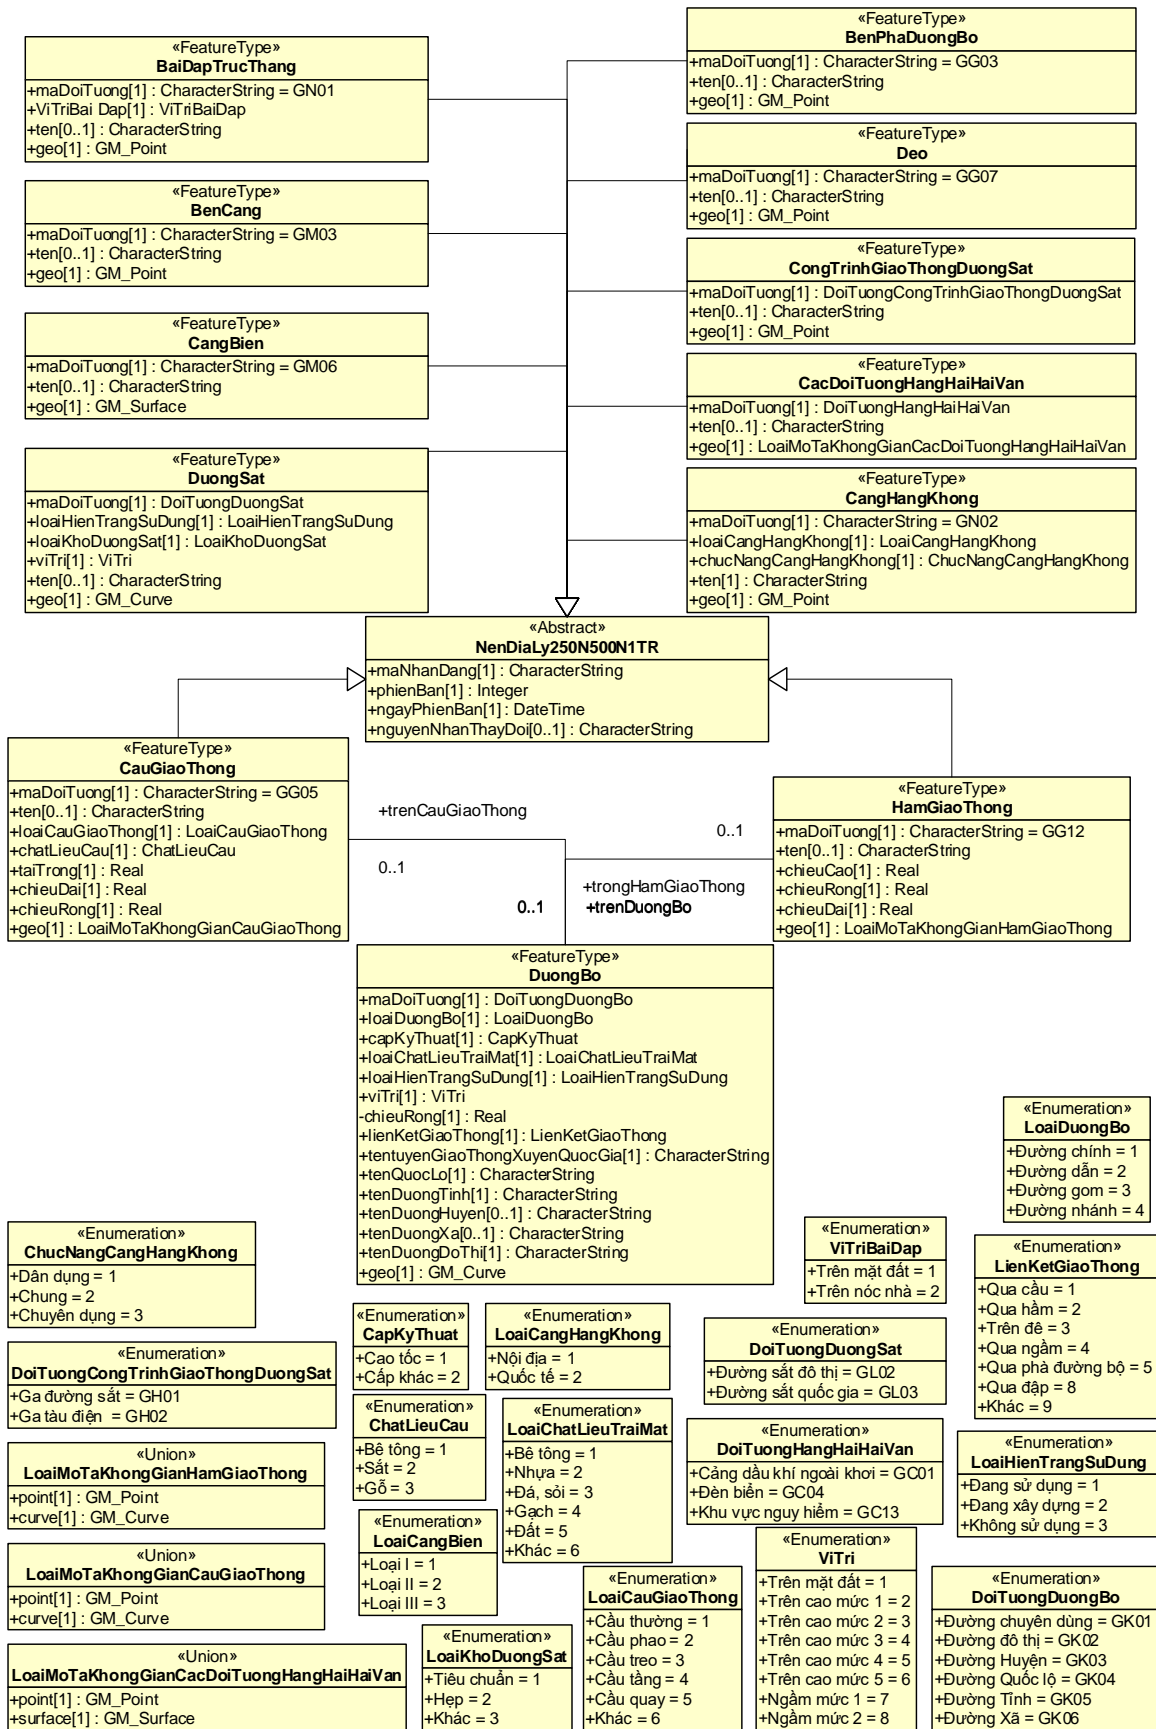 «FeatureType»
BaiDapTrucThang
+maDoiTuong[1] : CharacterString = GN01
+ViTriBai Dap[1] : ViTriBaiDap
+ten[0..1] : CharacterString
+geo[1] : GM_Point
«FeatureType»
BenCang
+maDoiTuong[1] : CharacterString = GM03
+ten[0..1] : CharacterString
+geo[1] : GM_Point
«FeatureType»
CangBien
+maDoiTuong[1] : CharacterString = GM06
+ten[0..1] : CharacterString
+geo[1] : GM_Surface
«FeatureType»
DuongSat
+maDoiTuong[1] : DoiTuongDuongSat
+loaiHienTrangSuDung[1] : LoaiHienTrangSuDung
+loaiKhoDuongSat[1] : LoaiKhoDuongSat
+viTri[1] : ViTri
+ten[0..1] : CharacterString
+geo[1] : GM_Curve
«FeatureType»
BenPhaDuongBo
+maDoiTuong[1] : CharacterString = GG03
+ten[0..1] : CharacterString
+geo[1] : GM_Point
«FeatureType»
Deo
+maDoiTuong[1] : CharacterString = GG07
+ten[0..1] : CharacterString
+geo[1] : GM_Point
«FeatureType»
CongTrinhGiaoThongDuongSat
+maDoiTuong[1] : DoiTuongCongTrinhGiaoThongDuongSat
+ten[0..1] : CharacterString
+geo[1] : GM_Point
«FeatureType»
CacDoiTuongHangHaiHaiVan
+maDoiTuong[1] : DoiTuongHangHaiHaiVan
+ten[0..1] : CharacterString
+geo[1] : LoaiMoTaKhongGianCacDoiTuongHangHaiHaiVan
«FeatureType»
CangHangKhong
+maDoiTuong[1] : CharacterString = GN02
+loaiCangHangKhong[1] : LoaiCangHangKhong
+chucNangCangHangKhong[1] : ChucNangCangHangKhong
+ten[1] : CharacterString
+geo[1] : GM_Point
«Abstract»
NenDiaLy250N500N1TR
+maNhanDang[1] : CharacterString
+phienBan[1] : Integer
+ngayPhienBan[1] : DateTime
+nguyenNhanThayDoi[0..1] : CharacterString
«FeatureType»
CauGiaoThong
+maDoiTuong[1] : CharacterString = GG05
+ten[0..1] : CharacterString
+loaiCauGiaoThong[1] : LoaiCauGiaoThong
+chatLieuCau[1] : ChatLieuCau
+taiTrong[1] : Real
+chieuDai[1] : Real
+chieuRong[1] : Real
+geo[1] : LoaiMoTaKhongGianCauGiaoThong
+trenCauGiaoThong
0..1
0..1
+trongHamGiaoThong
0..1
+trenDuongBo
«FeatureType»
HamGiaoThong
+maDoiTuong[1] : CharacterString = GG12
+ten[0..1] : CharacterString
+chieuCao[1] : Real
+chieuRong[1] : Real
+chieuDai[1] : Real
+geo[1] : LoaiMoTaKhongGianHamGiaoThong
«FeatureType»
DuongBo
+maDoiTuong[1] : DoiTuongDuongBo
+loaiDuongBo[1] : LoaiDuongBo
+capKyThuat[1] : CapKyThuat
+loaiChatLieuTraiMat[1] : LoaiChatLieuTraiMat
+loaiHienTrangSuDung[1] : LoaiHienTrangSuDung
+viTri[1] : ViTri
-chieuRong[1] : Real
+lienKetGiaoThong[1] : LienKetGiaoThong
+tentuyenGiaoThongXuyenQuocGia[1] : CharacterString
+tenQuocLo[1] : CharacterString
+tenDuongTinh[1] : CharacterString
+tenDuongHuyen[0..1] : CharacterString
+tenDuongXa[0..1] : CharacterString
+tenDuongDoThi[1] : CharacterString
+geo[1] : GM_Curve
«Enumeration»
LoaiDuongBo
+Đường chính = 1
+Đường dẫn = 2
+Đường gom = 3
+Đường nhánh = 4
«Enumeration»
ChucNangCangHangKhong
+Dân dụng = 1
+Chung = 2
+Chuyên dụng = 3
«Enumeration»
ViTriBaiDap
+Trên mặt đất = 1
+Trên nóc nhà = 2
«Enumeration»
LienKetGiaoThong
+Qua cầu = 1
+Qua hầm = 2
+Trên đê = 3
+Qua ngầm = 4
+Qua phà đường bộ = 5
+Qua đập = 8
+Khác = 9
«Enumeration»
DoiTuongCongTrinhGiaoThongDuongSat
+Ga đường sắt = GH01
+Ga tàu điện = GH02
«Enumeration»
CapKyThuat
+Cao tốc = 1
+Cấp khác = 2
«Enumeration»
LoaiCangHangKhong
+Nội địa = 1
+Quốc tế = 2
«Enumeration»
DoiTuongDuongSat
+Đường sắt đô thị = GL02
+Đường sắt quốc gia = GL03
«Enumeration»
ChatLieuCau
+Bê tông = 1
+Sắt = 2
+Gỗ = 3
«Enumeration»
LoaiChatLieuTraiMat
+Bê tông = 1
+Nhựa = 2
+Đá, sỏi = 3
+Gạch = 4
+Đất = 5
+Khác = 6
«Enumeration»
DoiTuongHangHaiHaiVan
+Cảng dầu khí ngoài khơi = GC01
+Đèn biển = GC04
+Khu vực nguy hiểm = GC13
«Enumeration»
LoaiHienTrangSuDung
+Đang sử dụng = 1
+Đang xây dựng = 2
+Không sử dụng = 3
«Union»
LoaiMoTaKhongGianHamGiaoThong
+point[1] : GM_Point
+curve[1] : GM_Curve
«Enumeration»
LoaiCangBien
+Loại I = 1
+Loại II = 2
+Loại III = 3
«Union»
LoaiMoTaKhongGianCauGiaoThong
+point[1] : GM_Point
+curve[1] : GM_Curve
«Enumeration»
LoaiCauGiaoThong
+Cầu thường = 1
+Cầu phao = 2
+Cầu treo = 3
+Cầu tầng = 4
+Cầu quay = 5
+Khác = 6
«Enumeration»
ViTri
+Trên mặt đất = 1
+Trên cao mức 1 = 2
+Trên cao mức 2 = 3
+Trên cao mức 3 = 4
+Trên cao mức 4 = 5
+Trên cao mức 5 = 6
+Ngầm mức 1 = 7
+Ngầm mức 2 = 8
«Enumeration»
DoiTuongDuongBo
+Đường chuyên dùng = GK01
+Đường đô thị = GK02
+Đường Huyện = GK03
+Đường Quốc lộ = GK04
+Đường Tỉnh = GK05
+Đường Xã = GK06
«Union»
LoaiMoTaKhongGianCacDoiTuongHangHaiHaiVan
+point[1] : GM_Point
+surface[1] : GM_Surface
«Enumeration»
LoaiKhoDuongSat
+Tiêu chuẩn = 1
+Hẹp = 2
+Khác = 3